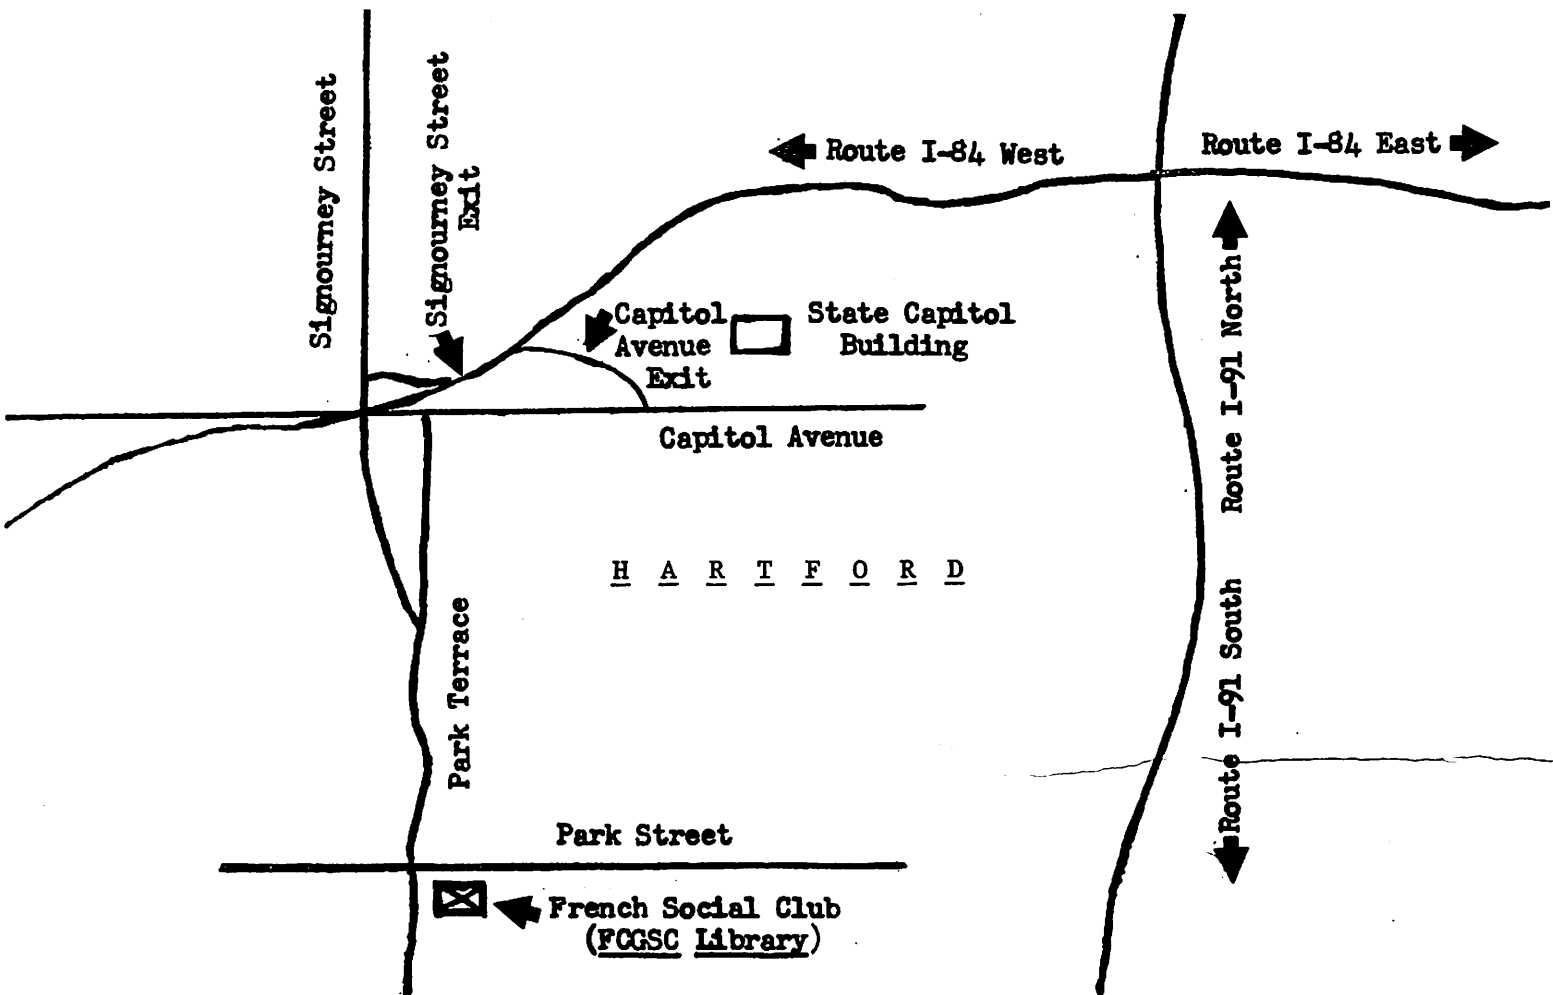 Signourney Street
Signourney Street
Exit
Route I-84 West
Route I-84 East
Capitol
Avenue
Exit
State Capitol
Building
Capitol Avenue
Route I-91 North
H A R T F O R D
Route I-91 South
Park Terrace
Park Street
French Social Club
(FCGSC Library)